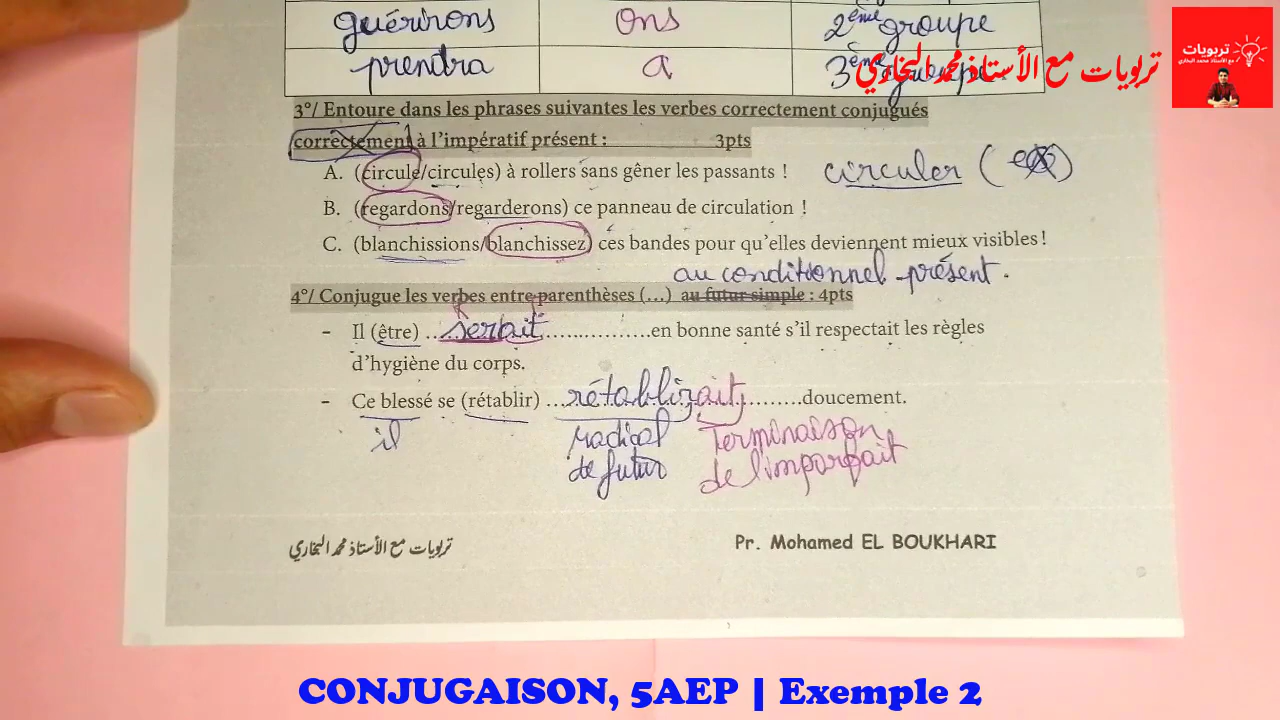 guérirons ons 2ème groupe
prendra a 3ème
تربويات مع الأستاذ محمد البخاري
تربويات
مع الأستاذ محمد البخاري
3°/ Entoure dans les phrases suivantes les verbes correctement conjugués
correctement à l'impératif présent : 3pts
A. (circule/circules) à rollers sans gêner les passants ! circuler (
B. (regardons/regarderons) ce panneau de circulation !
C. (blanchissions/blanchissez) ces bandes pour qu'elles deviennent mieux visibles !
au conditionnel présent.
4°/ Conjugue les verbes entre parenthèses (…) au futur simple : 4pts
- Il (être) .... serait ................en bonne santé s'il respectait les règles
d'hygiène du corps.
- Ce blessé se (rétablir) ...rétablirait.........doucement.
il radical Terminaison
de futur de l'imparfait
تربويات مع الأستاذ محمد البخاري Pr. Mohamed EL BOUKHARI
CONJUGAISON, 5AEP | Exemple 2